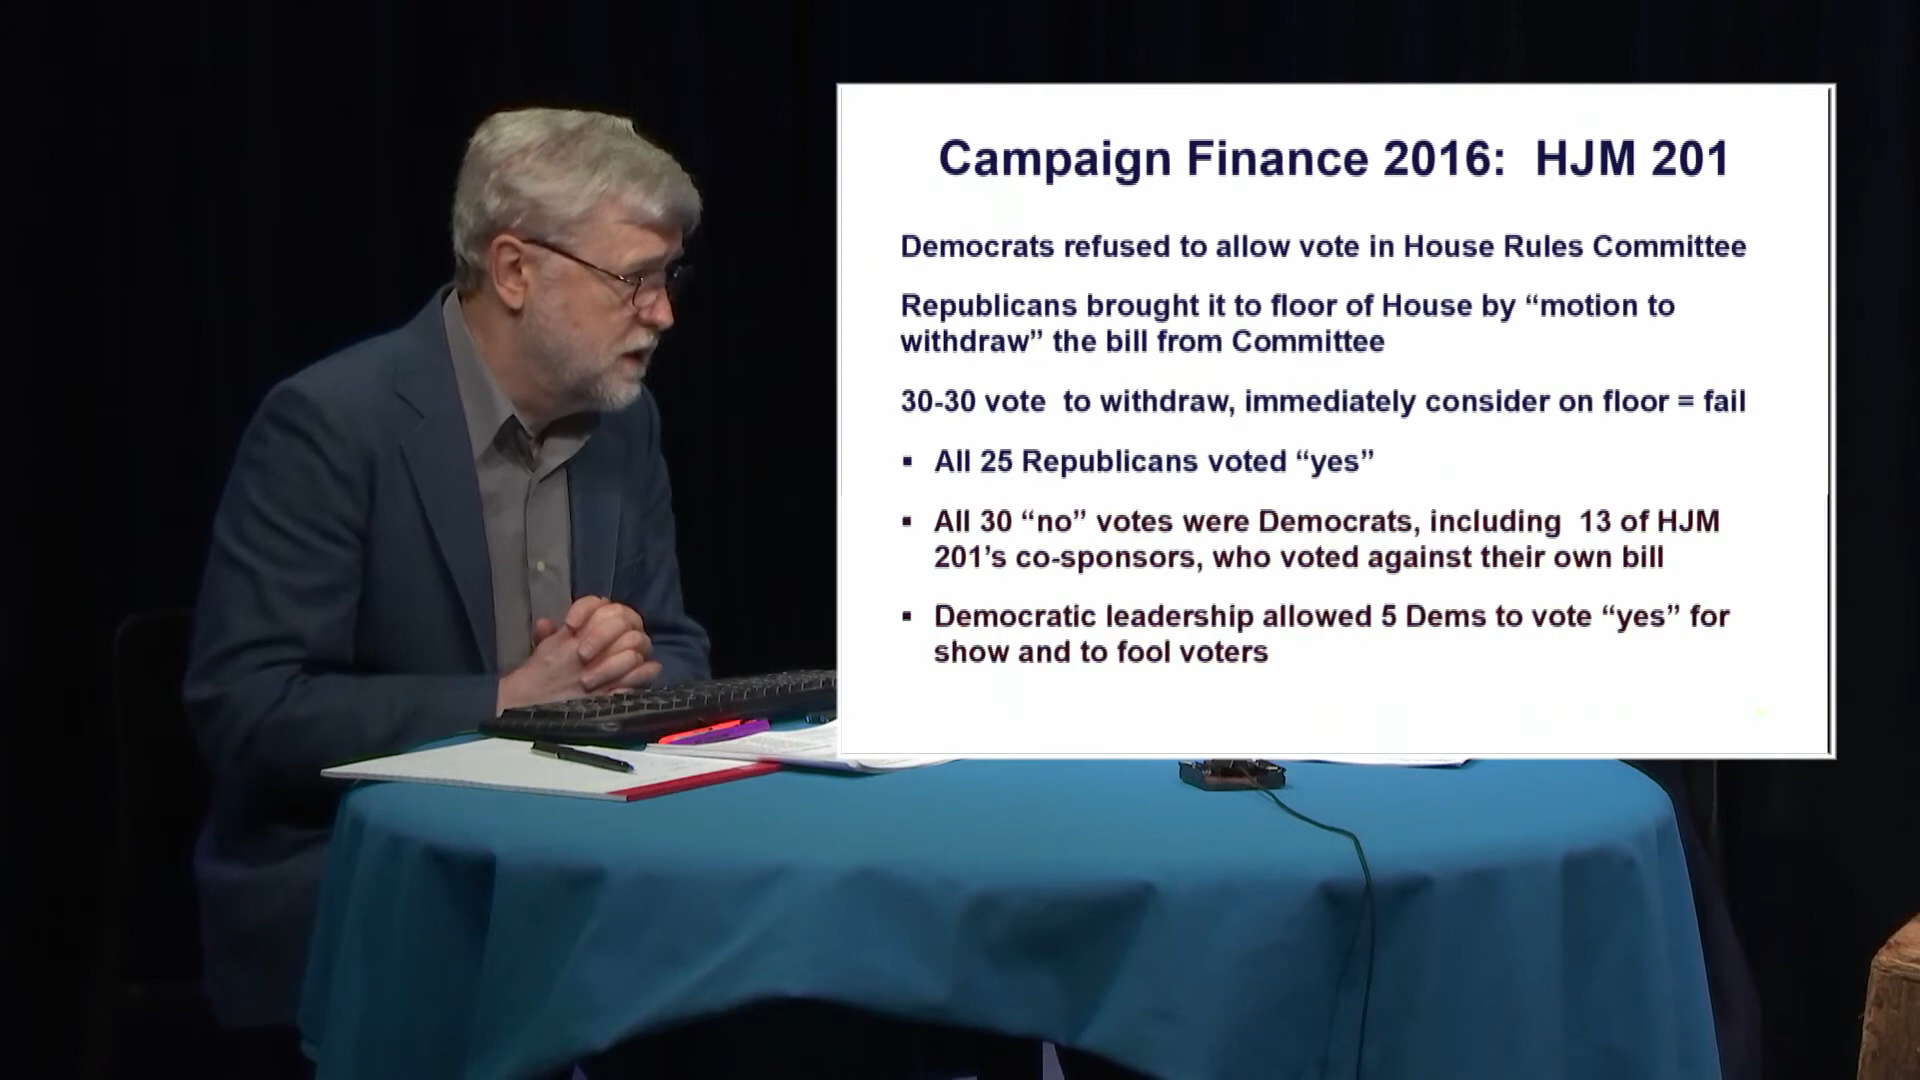 Campaign Finance 2016: HJM 201
Democrats refused to allow vote in House Rules Committee
Republicans brought it to floor of House by “motion to
withdraw” the bill from Committee
30-30 vote to withdraw, immediately consider on floor = fail
▪ All 25 Republicans voted “yes”
▪ All 30 “no” votes were Democrats, including 13 of HJM
201’s co-sponsors, who voted against their own bill
▪ Democratic leadership allowed 5 Dems to vote “yes” for
show and to fool voters